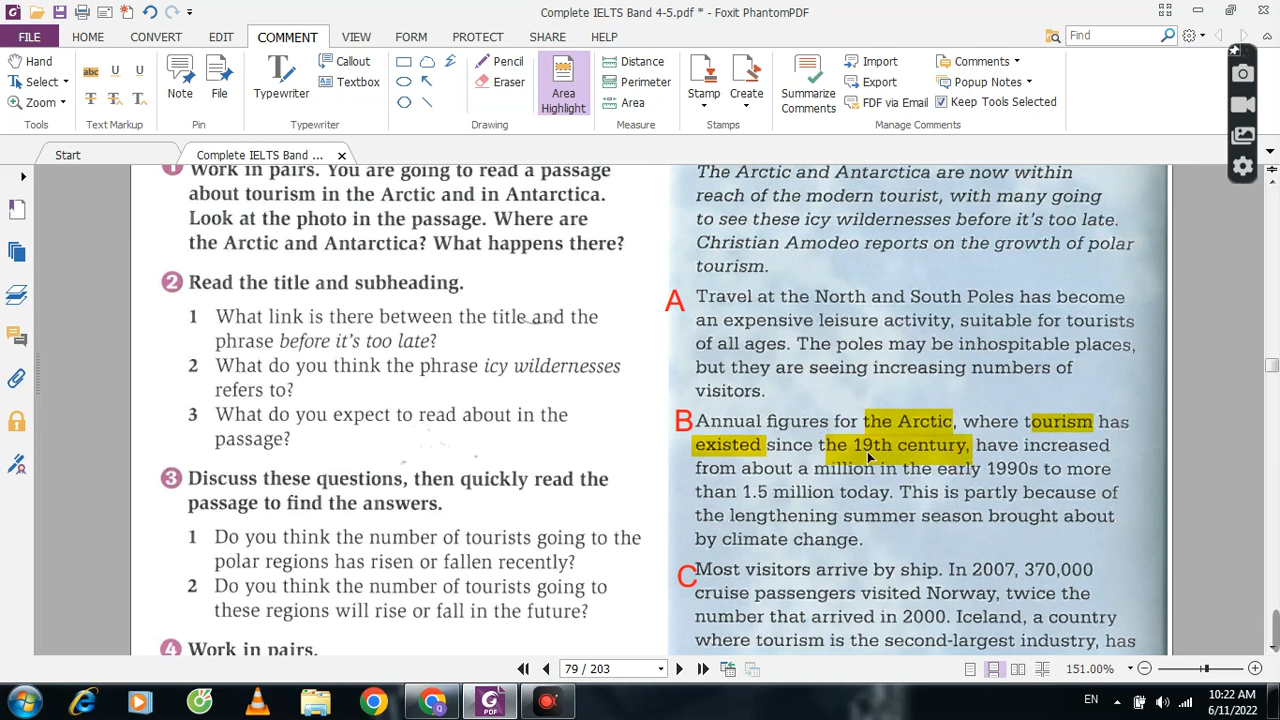 Complete IELTS Band 4-5.pdf * - Foxit PhantomPDF
FILE HOME CONVERT EDIT COMMENT VIEW FORM PROTECT SHARE HELP
Find
Hand
Select
Zoom
Tools
abc U U
T T T
Text Markup
Note
File
Pin
Typewriter
Callout
Textbox
Typewriter
Pencil
Eraser
Area Highlight
Drawing
Distance
Perimeter
Area
Measure
Stamp
Create
Stamps
Summarize Comments
Import
Export
FDF via Email
Comments
Popup Notes
Keep Tools Selected
Manage Comments
Start
Complete IELTS Band ...
1 Work in pairs. You are going to read a passage
about tourism in the Arctic and in Antarctica.
Look at the photo in the passage. Where are
the Arctic and Antarctica? What happens there?
2 Read the title and subheading.
1 What link is there between the title and the
phrase before it's too late?
2 What do you think the phrase icy wildernesses
refers to?
3 What do you expect to read about in the
passage?
3 Discuss these questions, then quickly read the
passage to find the answers.
1 Do you think the number of tourists going to the
polar regions has risen or fallen recently?
2 Do you think the number of tourists going to
these regions will rise or fall in the future?
4 Work in pairs.
The Arctic and Antarctica are now within
reach of the modern tourist, with many going
to see these icy wildernesses before it's too late.
Christian Amodeo reports on the growth of polar
tourism.
A Travel at the North and South Poles has become
an expensive leisure activity, suitable for tourists
of all ages. The poles may be inhospitable places,
but they are seeing increasing numbers of
visitors.
B Annual figures for the Arctic, where tourism has
existed since the 19th century, have increased
from about a million in the early 1990s to more
than 1.5 million today. This is partly because of
the lengthening summer season brought about
by climate change.
C Most visitors arrive by ship. In 2007, 370,000
cruise passengers visited Norway, twice the
number that arrived in 2000. Iceland, a country
where tourism is the second-largest industry, has
79 / 203
151.00%
EN
10:22 AM
6/11/2022